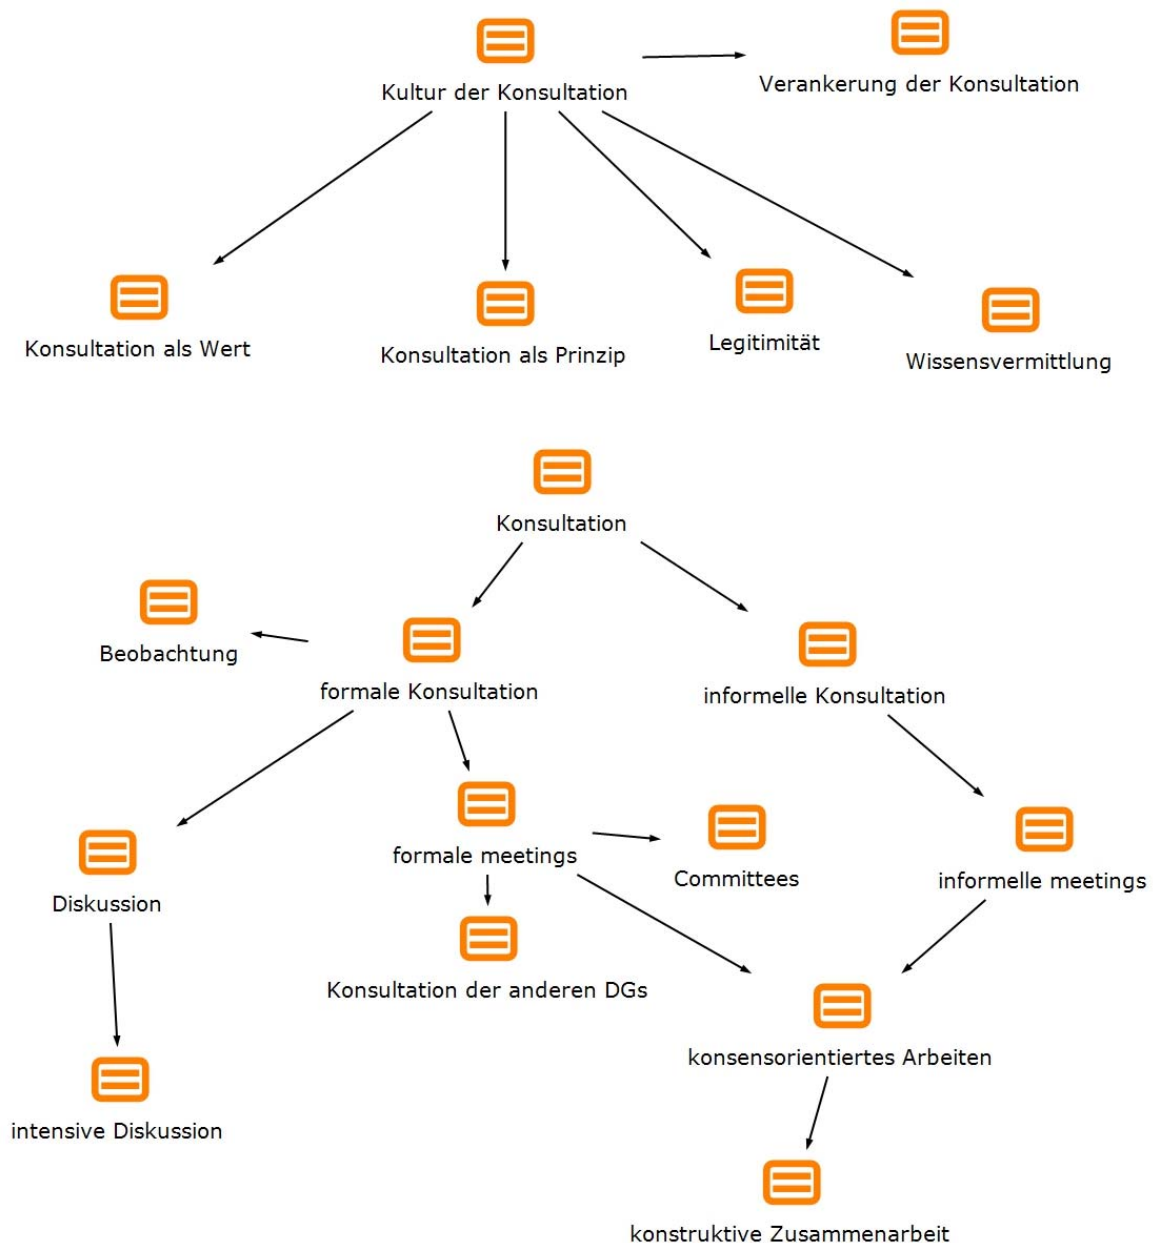 Kultur der Konsultation
Verankerung der Konsultation
Konsultation als Wert
Konsultation als Prinzip
Legitimität
Wissensvermittlung
Konsultation
Beobachtung
formale Konsultation
informelle Konsultation
Diskussion
formale meetings
Committees
informelle meetings
Konsultation der anderen DGs
konsensorientiertes Arbeiten
intensive Diskussion
konstruktive Zusammenarbeit